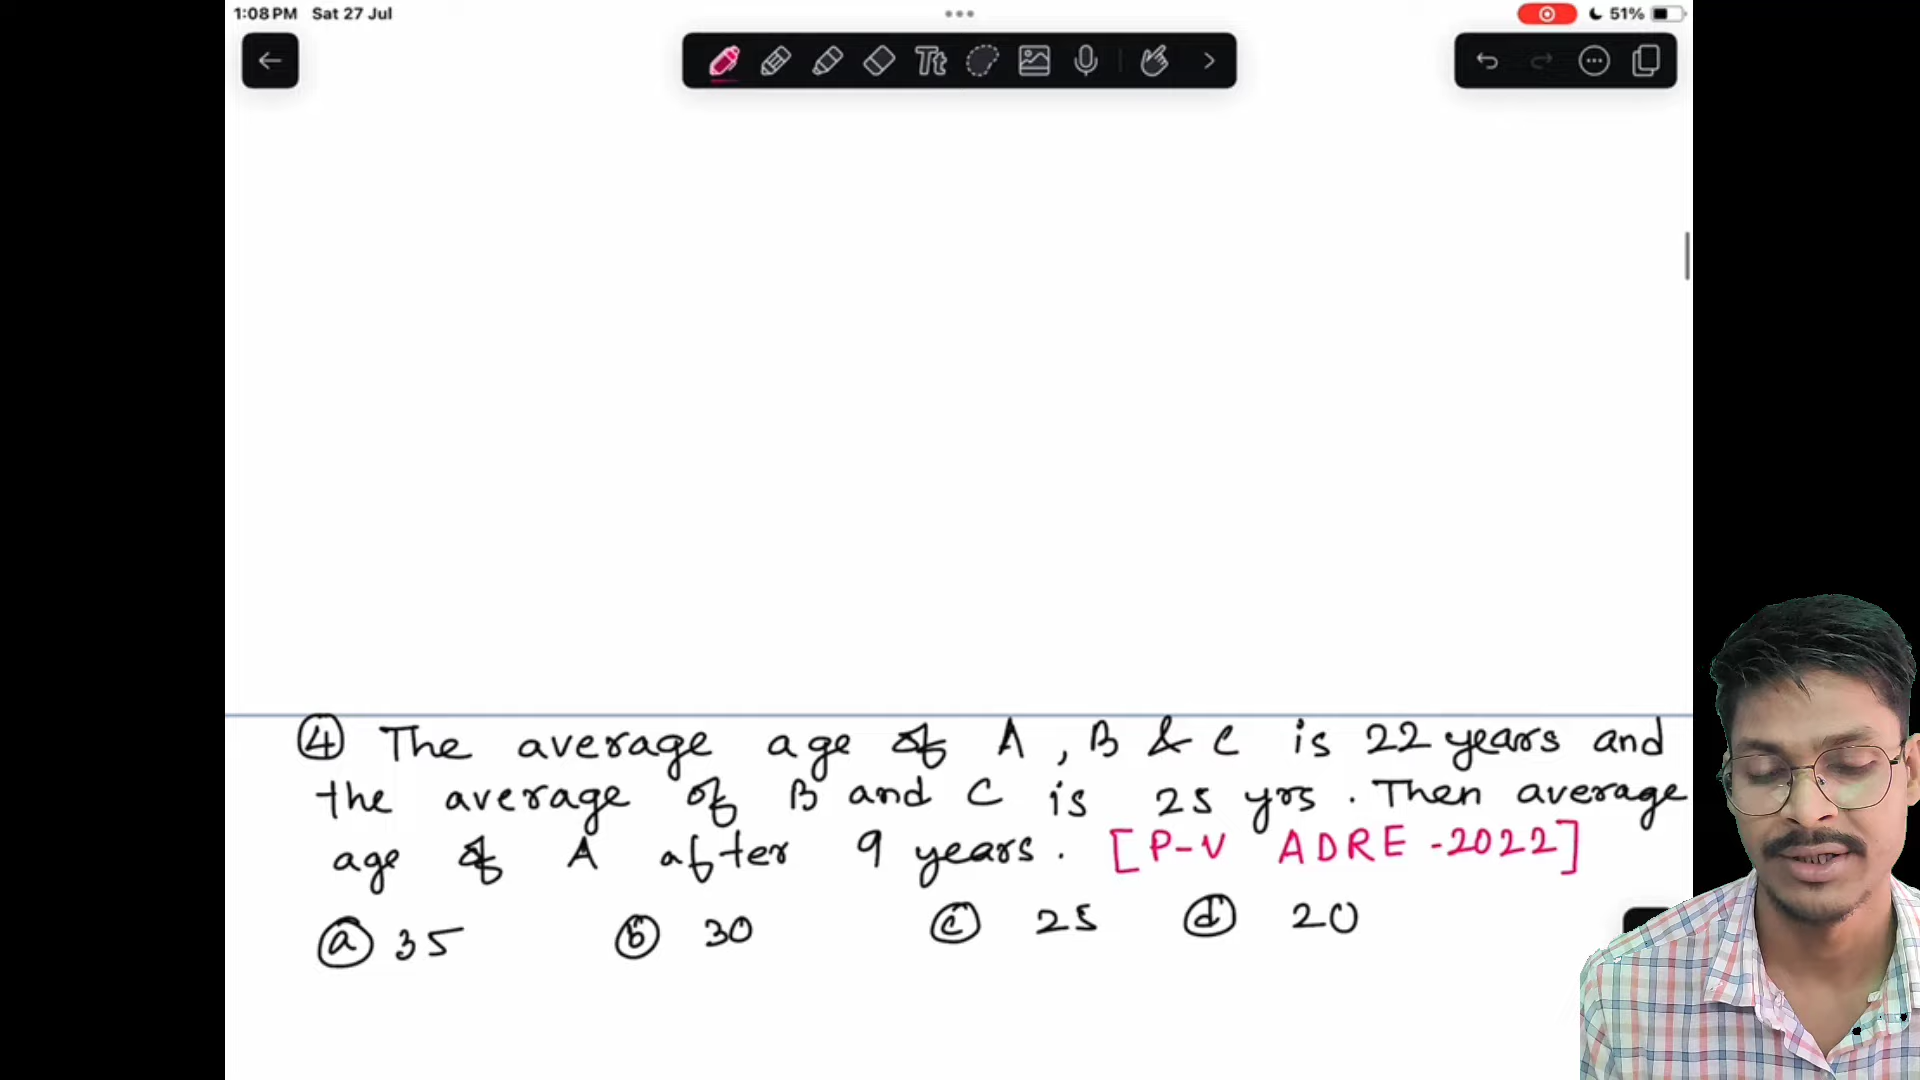 1:08 PM Sat 27 Jul
51%
Tt
④ The average age of A, B & C is 22 years and
the average of B and C is 25 yrs. Then average
age of A after 9 years. [P-V ADRE -2022]
ⓐ 35 ⓑ 30 ⓒ 25 ⓓ 20